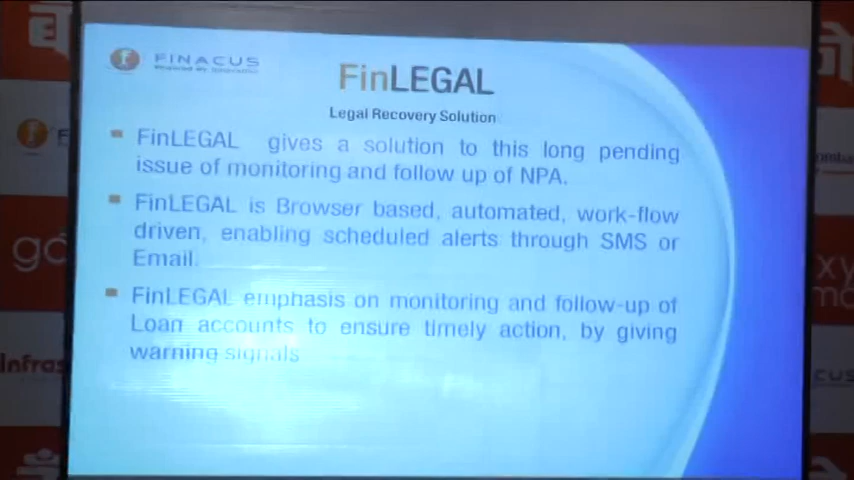 FINACUS
FinLEGAL
Legal Recovery Solution
FinLEGAL gives a solution to this long pending
issue of monitoring and follow up of NPA.
FinLEGAL is Browser based, automated, work-flow
driven, enabling scheduled alerts through SMS or
Email.
FinLEGAL emphasis on monitoring and follow-up of
Loan accounts to ensure timely action, by giving
warning signals